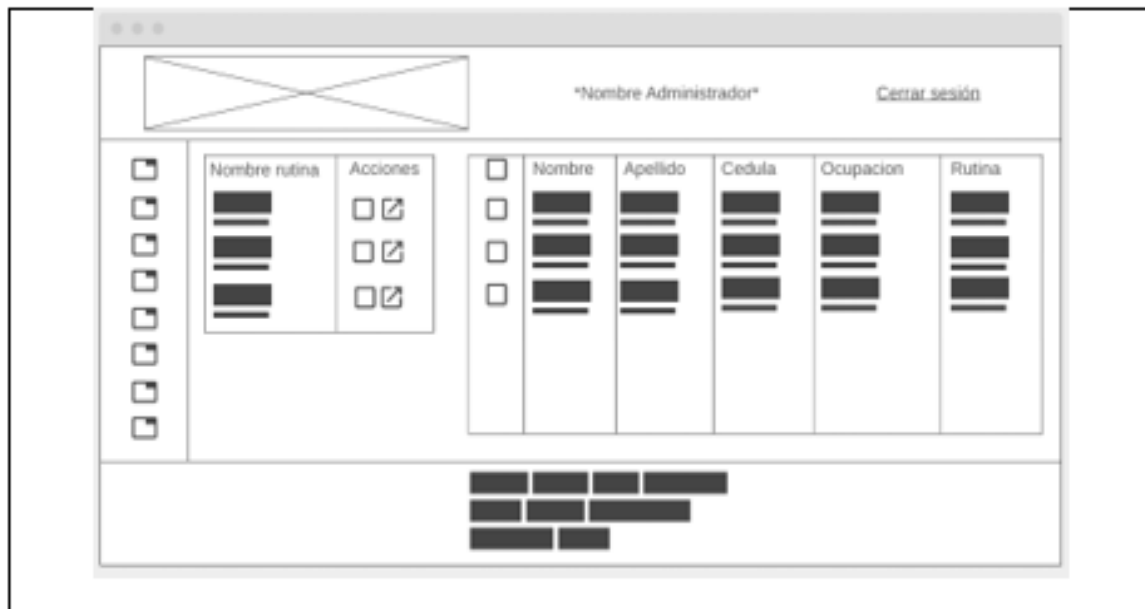 *Nombre Administrador*
Cerrar sesión
Nombre rutina
Acciones
Nombre
Apellido
Cedula
Ocupacion
Rutina